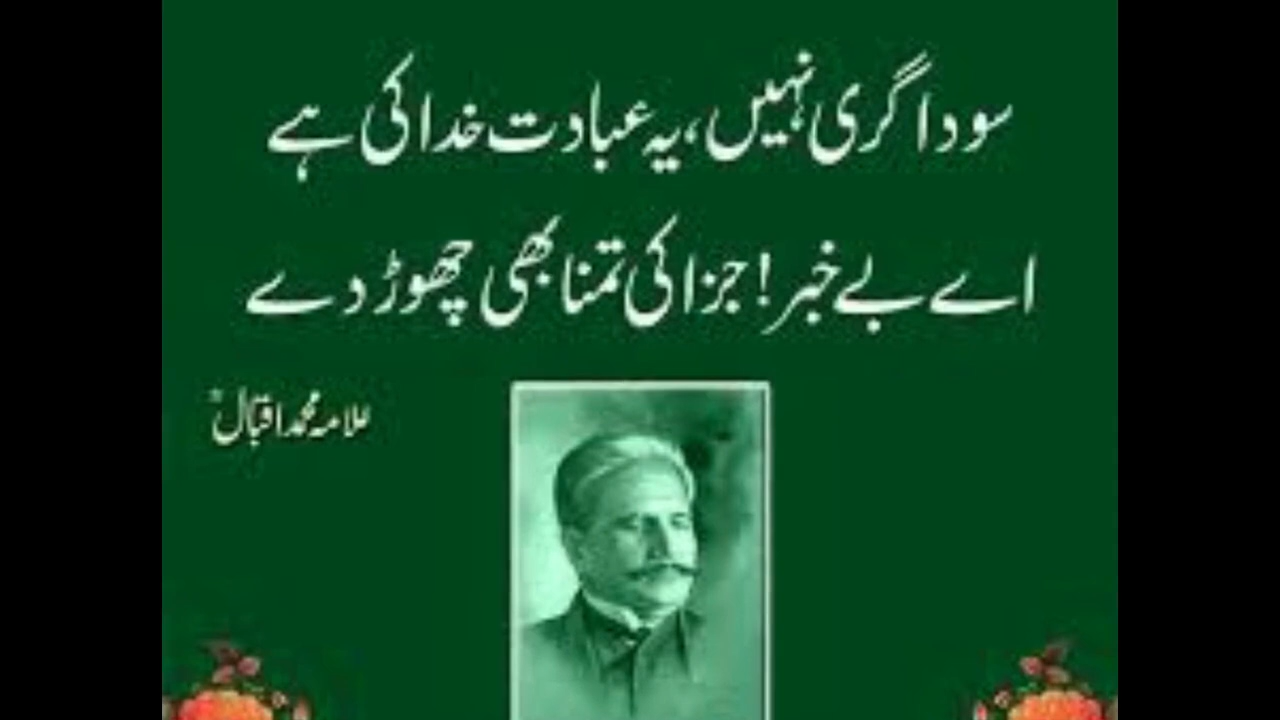 سوداگری نہیں، یہ عبادت خدا کی ہے
اے بے خبر! جزا کی تمنا بھی چھوڑ دے
علامہ محمد اقبالؒ